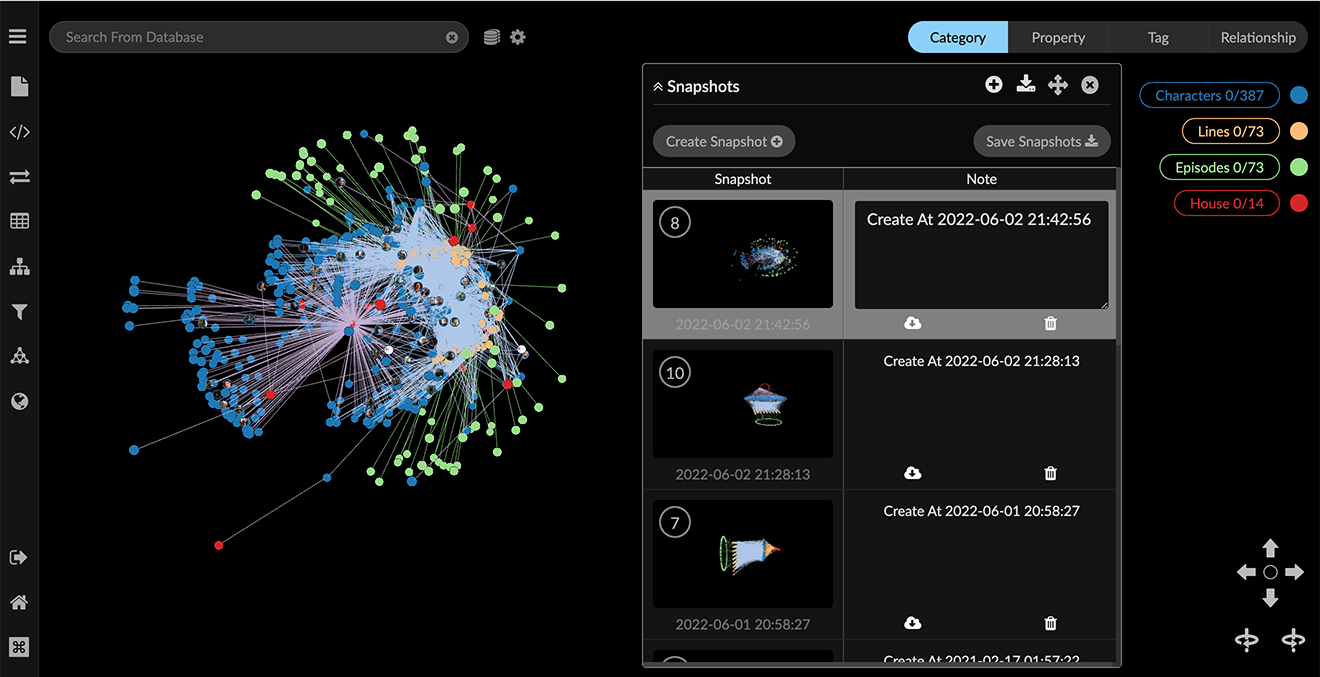 Search From Database
Category
Property
Tag
Relationship
Snapshots
Characters 0/387
Lines 0/73
Episodes 0/73
House 0/14
Create Snapshot
Save Snapshots
Snapshot
Note
8
Create At 2022-06-02 21:42:56
2022-06-02 21:42:56
10
Create At 2022-06-02 21:28:13
2022-06-02 21:28:13
7
Create At 2022-06-01 20:58:27
2022-06-01 20:58:27
Create At 2021-02-17 01:57:22